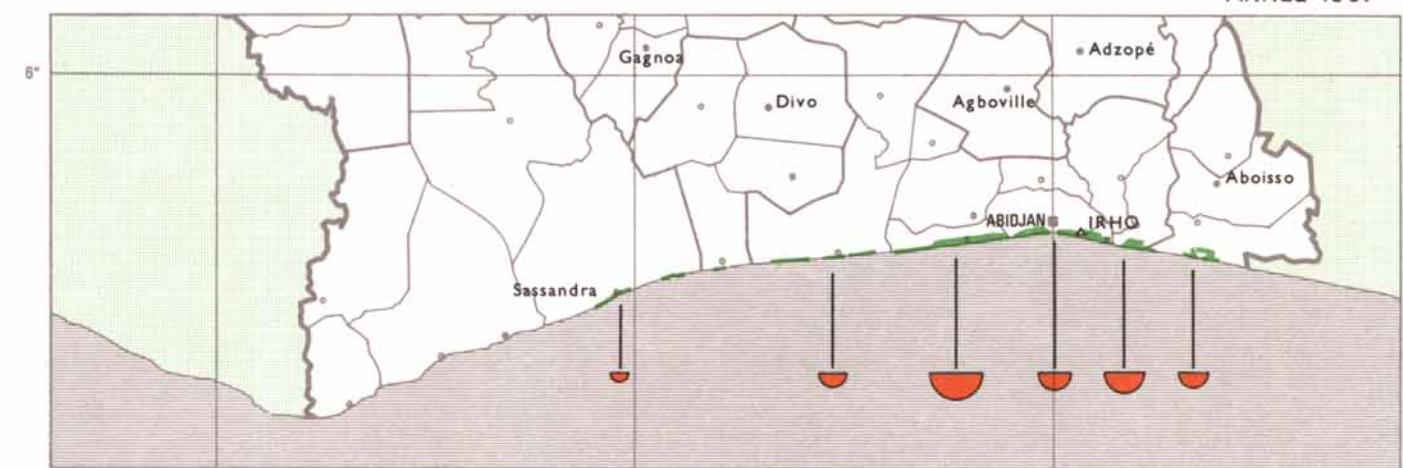 6°
Gagnoa
Adzopé
Divo
Agboville
Aboisso
ABIDJAN
IRHO
Sassandra